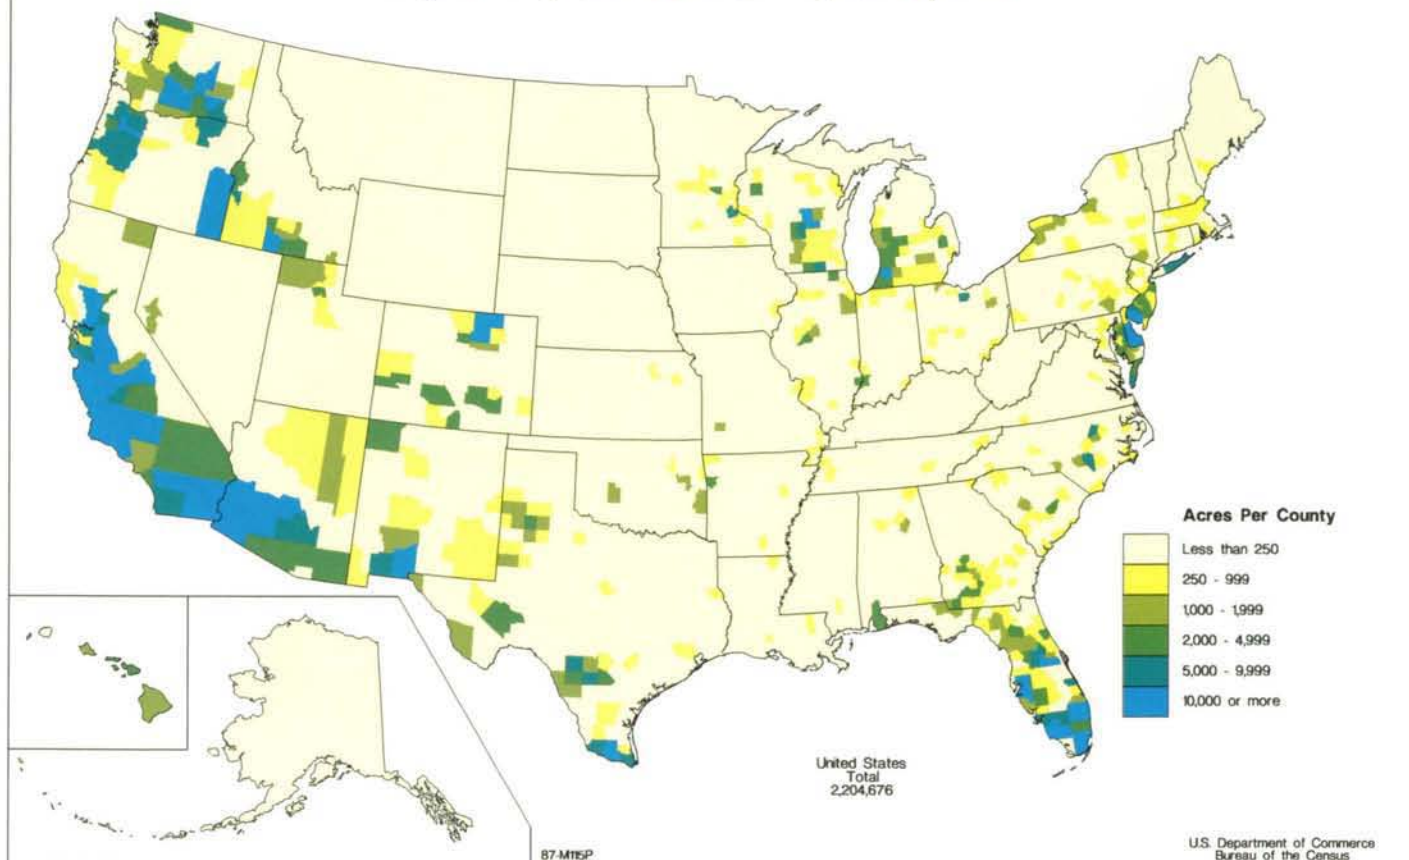 Acres Per County
Less than 250
250 - 999
1,000 - 1,999
2,000 - 4,999
5,000 - 9,999
10,000 or more
United States
Total
2,204,676
87-M115P
U.S. Department of Commerce
Bureau of the Census